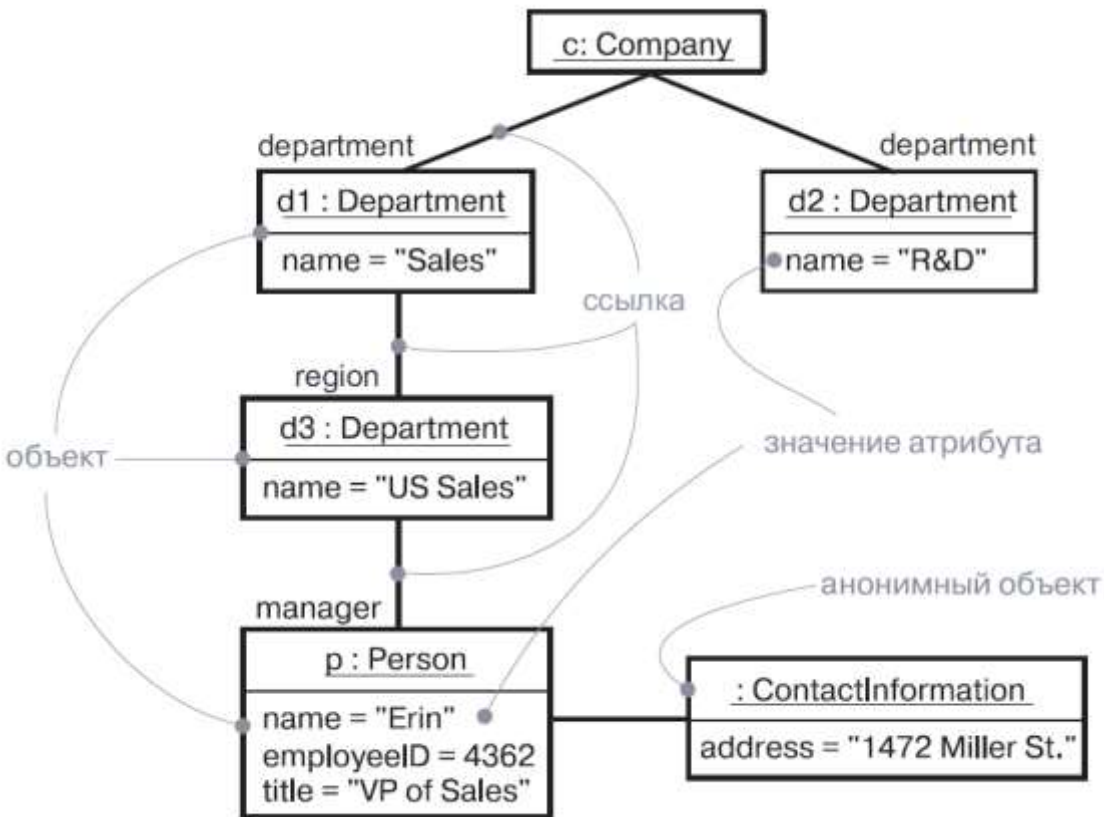 c: Company
department
department
d1 : Department
d2 : Department
name = "Sales"
name = "R&D"
ссылка
region
d3 : Department
объект
значение атрибута
name = "US Sales"
анонимный объект
manager
p : Person
: ContactInformation
name = "Erin"
employeeID = 4362
address = "1472 Miller St."
title = "VP of Sales"